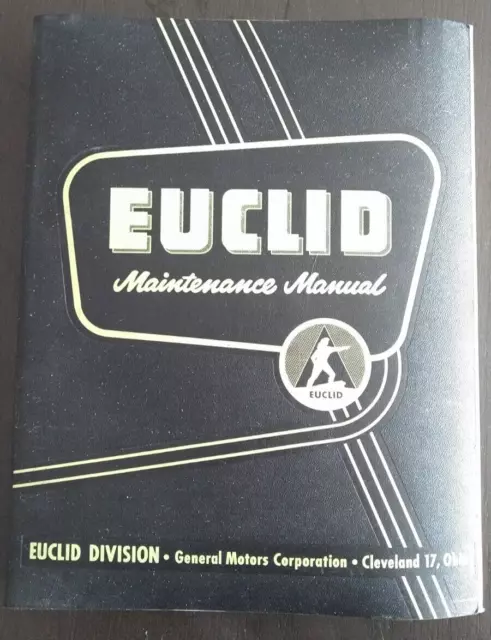 EUCLID
Maintenance Manual
EUCLID
EUCLID DIVISION • General Motors Corporation • Cleveland 17, Ohio